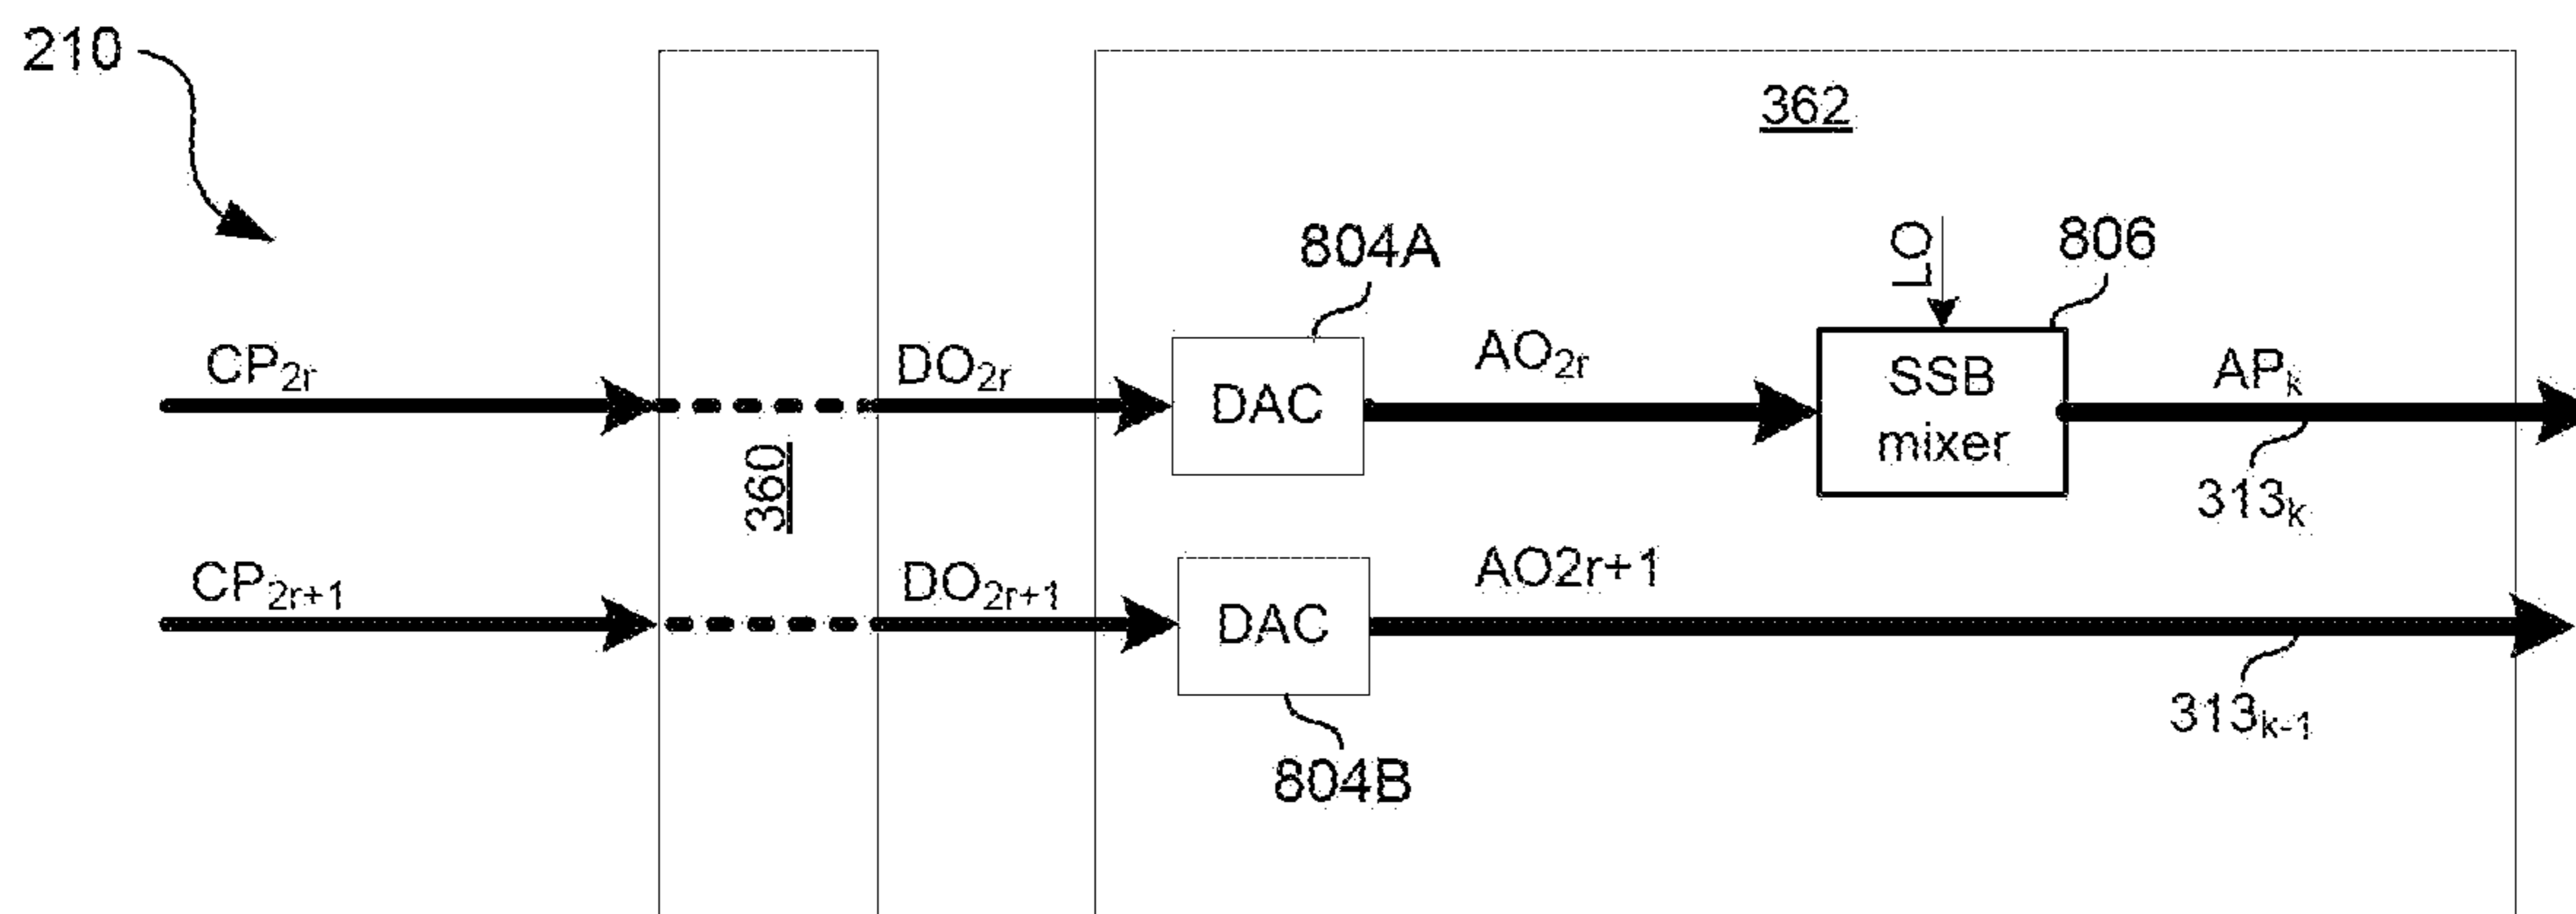 210
362
804A
LO
806
CP2r
DO2r
DAC
AO2r
SSB
mixer
APk
313k
360
CP2r+1
DO2r+1
DAC
AO2r+1
313k-1
804B